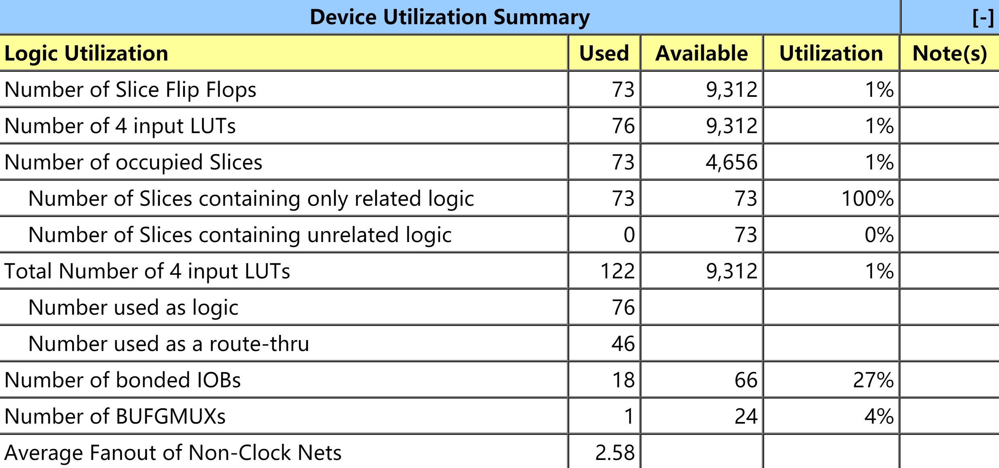 Device Utilization Summary [-]
Logic Utilization Used Available Utilization Note(s)
Number of Slice Flip Flops 73 9,312 1%
Number of 4 input LUTs 76 9,312 1%
Number of occupied Slices 73 4,656 1%
Number of Slices containing only related logic 73 73 100%
Number of Slices containing unrelated logic 0 73 0%
Total Number of 4 input LUTs 122 9,312 1%
Number used as logic 76
Number used as a route-thru 46
Number of bonded IOBs 18 66 27%
Number of BUFGMUXs 1 24 4%
Average Fanout of Non-Clock Nets 2.58